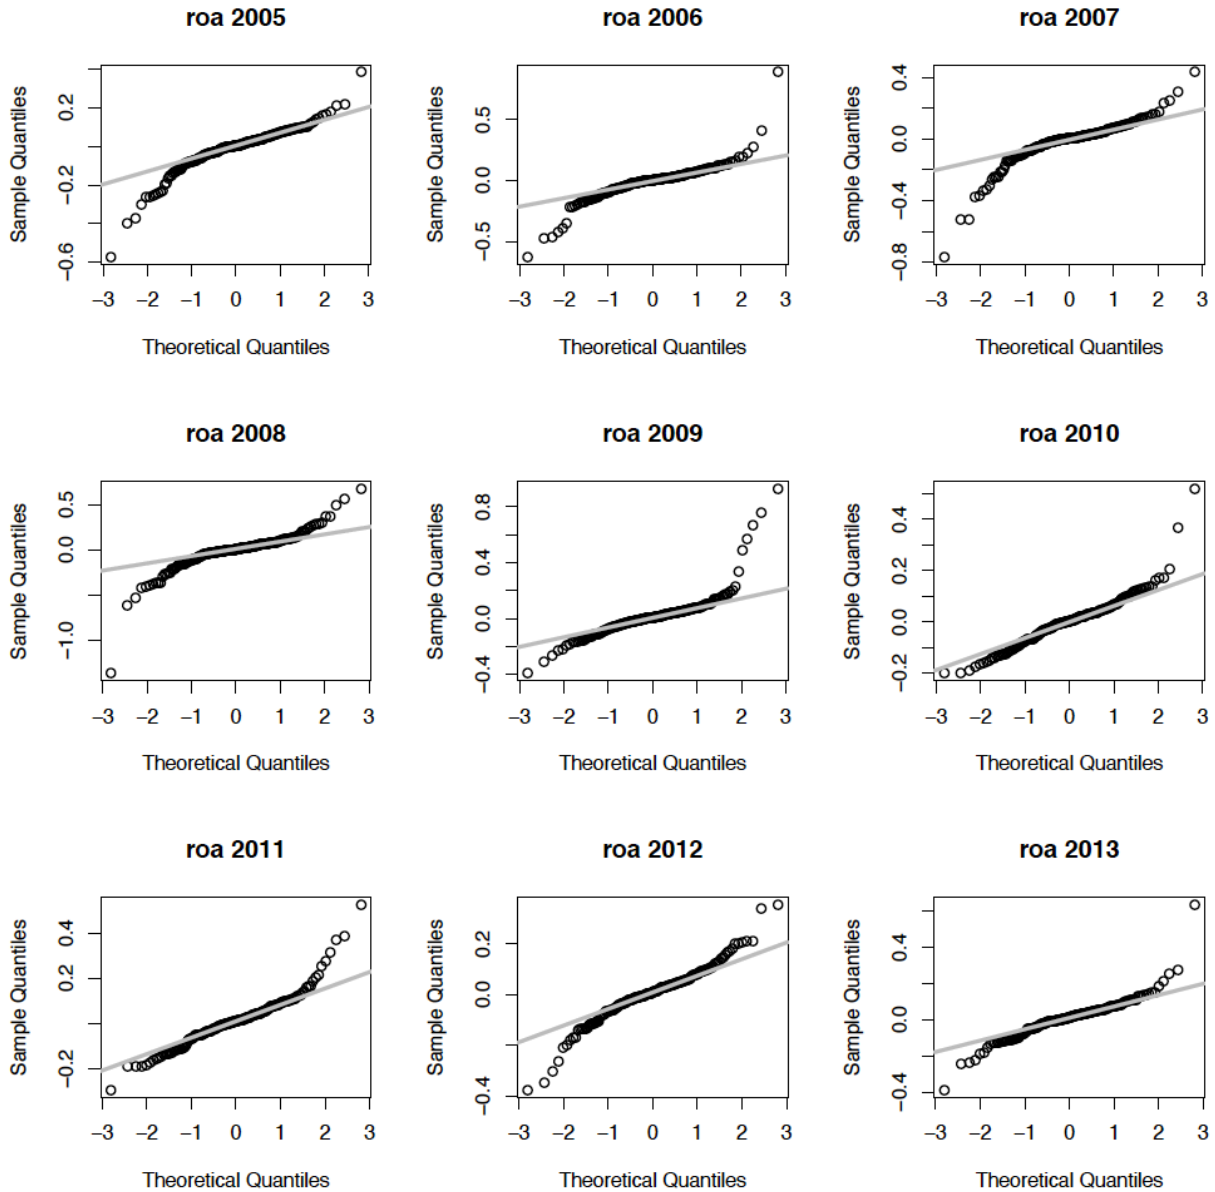 roa 2005
roa 2006
roa 2007
Sample Quantiles
−0.6
−0.2
0.2
−3 −2 −1 0 1 2 3
Theoretical Quantiles
Sample Quantiles
−0.5
0.0
0.5
−3 −2 −1 0 1 2 3
Theoretical Quantiles
Sample Quantiles
−0.8
−0.4
0.0
0.4
−3 −2 −1 0 1 2 3
Theoretical Quantiles
roa 2008
roa 2009
roa 2010
Sample Quantiles
−1.0
0.0
0.5
−3 −2 −1 0 1 2 3
Theoretical Quantiles
Sample Quantiles
−0.4
0.0
0.4
0.8
−3 −2 −1 0 1 2 3
Theoretical Quantiles
Sample Quantiles
−0.2
0.0
0.2
0.4
−3 −2 −1 0 1 2 3
Theoretical Quantiles
roa 2011
roa 2012
roa 2013
Sample Quantiles
−0.2
0.2
0.4
−3 −2 −1 0 1 2 3
Theoretical Quantiles
Sample Quantiles
−0.4
0.0
0.2
−3 −2 −1 0 1 2 3
Theoretical Quantiles
Sample Quantiles
−0.4
0.0
0.4
−3 −2 −1 0 1 2 3
Theoretical Quantiles